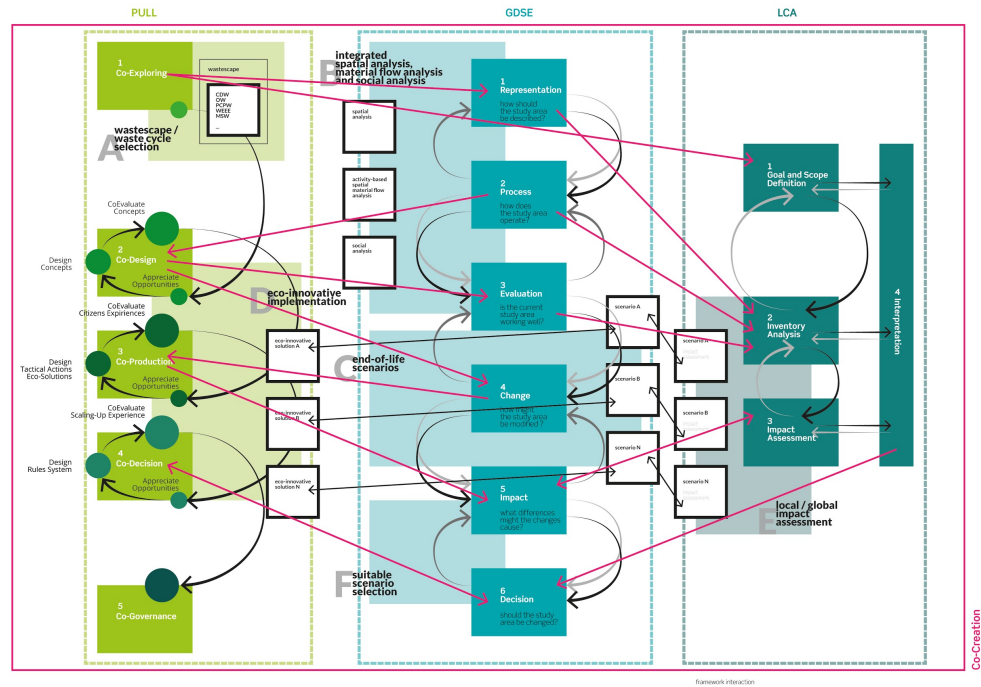 PULL
GDSE
LCA
1
Co-Exploring
wastescape
CDW
OW
PCPW
WEEE
MSW
...
A
wastescape /
waste cycle
selection
CoEvaluate
Concepts
2
Co-Design
Design
Concepts
Appreciate
Opportunities
CoEvaluate
Citizens Expiriences
3
Co-Production
Design
Tactical Actions
Eco-Solutions
Appreciate
Opportunities
CoEvaluate
Scaling-Up Experience
4
Co-Decision
Design
Rules System
Appreciate
Opportunities
5
Co-Governance
D
eco-innovative
implementation
eco-innovative
solution A
eco-innovative
solution B
eco-innovative
solution N
B
integrated
spatial analysis,
material flow analysis
and social analysis
spatial
analysis
activity-based
spatial
material flow
analysis
social
analysis
C
end-of-life
scenarios
F
suitable
scenario
selection
1
Representation
how should
the study area
be described?
2
Process
how does
the study area
operate?
3
Evaluation
is the current
study area
working well?
4
Change
how might
the study area
be modified ?
5
Impact
what differences
might the changes
cause?
6
Decision
should the study
area be changed?
scenario A
scenario B
scenario N
scenario A
impact
assessment
scenario B
impact
assessment
scenario N
impact
assessment
E
local / global
impact
assessment
1
Goal and Scope
Definition
2
Inventory
Analysis
3
Impact
Assessment
4 Interpretation
Co-Creation
framework interaction